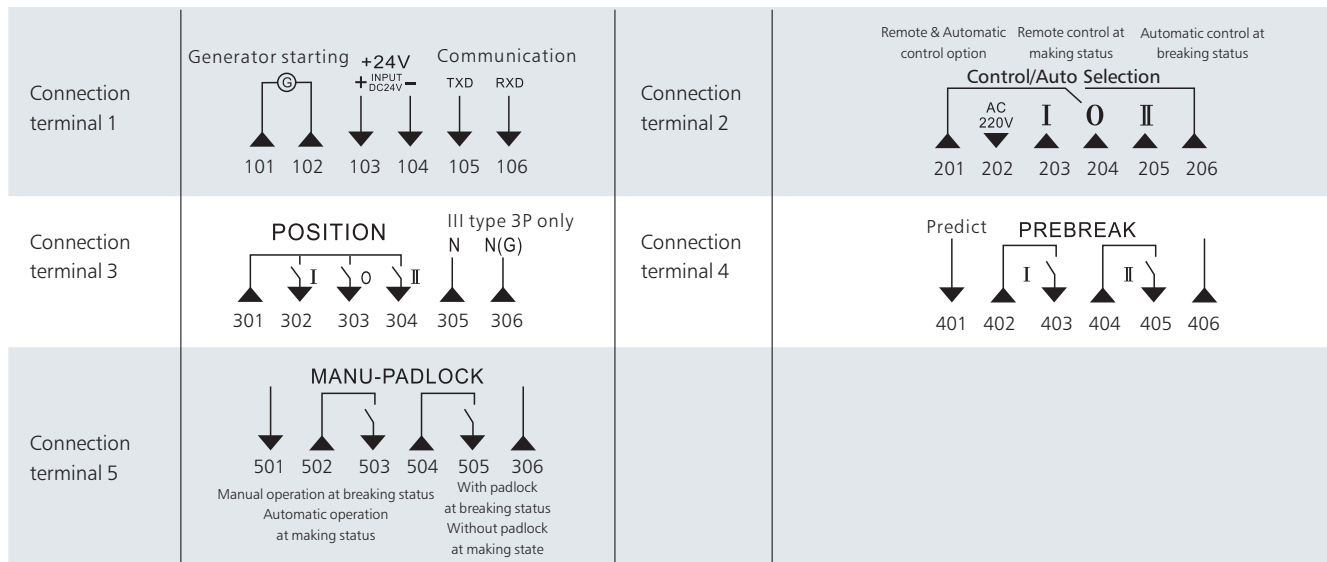 Connection
terminal 1
Generator starting
G
+24V
+ INPUT DC24V −
Communication
TXD RXD
101 102 103 104 105 106
Connection
terminal 2
Remote & Automatic
control option
Remote control at
making status
Automatic control at
breaking status
Control/Auto Selection
AC
220V
I O II
201 202 203 204 205 206
Connection
terminal 3
POSITION
III type 3P only
N N(G)
I O II
301 302 303 304 305 306
Connection
terminal 4
Predict PREBREAK
I II
401 402 403 404 405 406
Connection
terminal 5
MANU-PADLOCK
501 502 503 504 505 306
Manual operation at breaking status
Automatic operation
at making status
With padlock
at breaking status
Without padlock
at making state